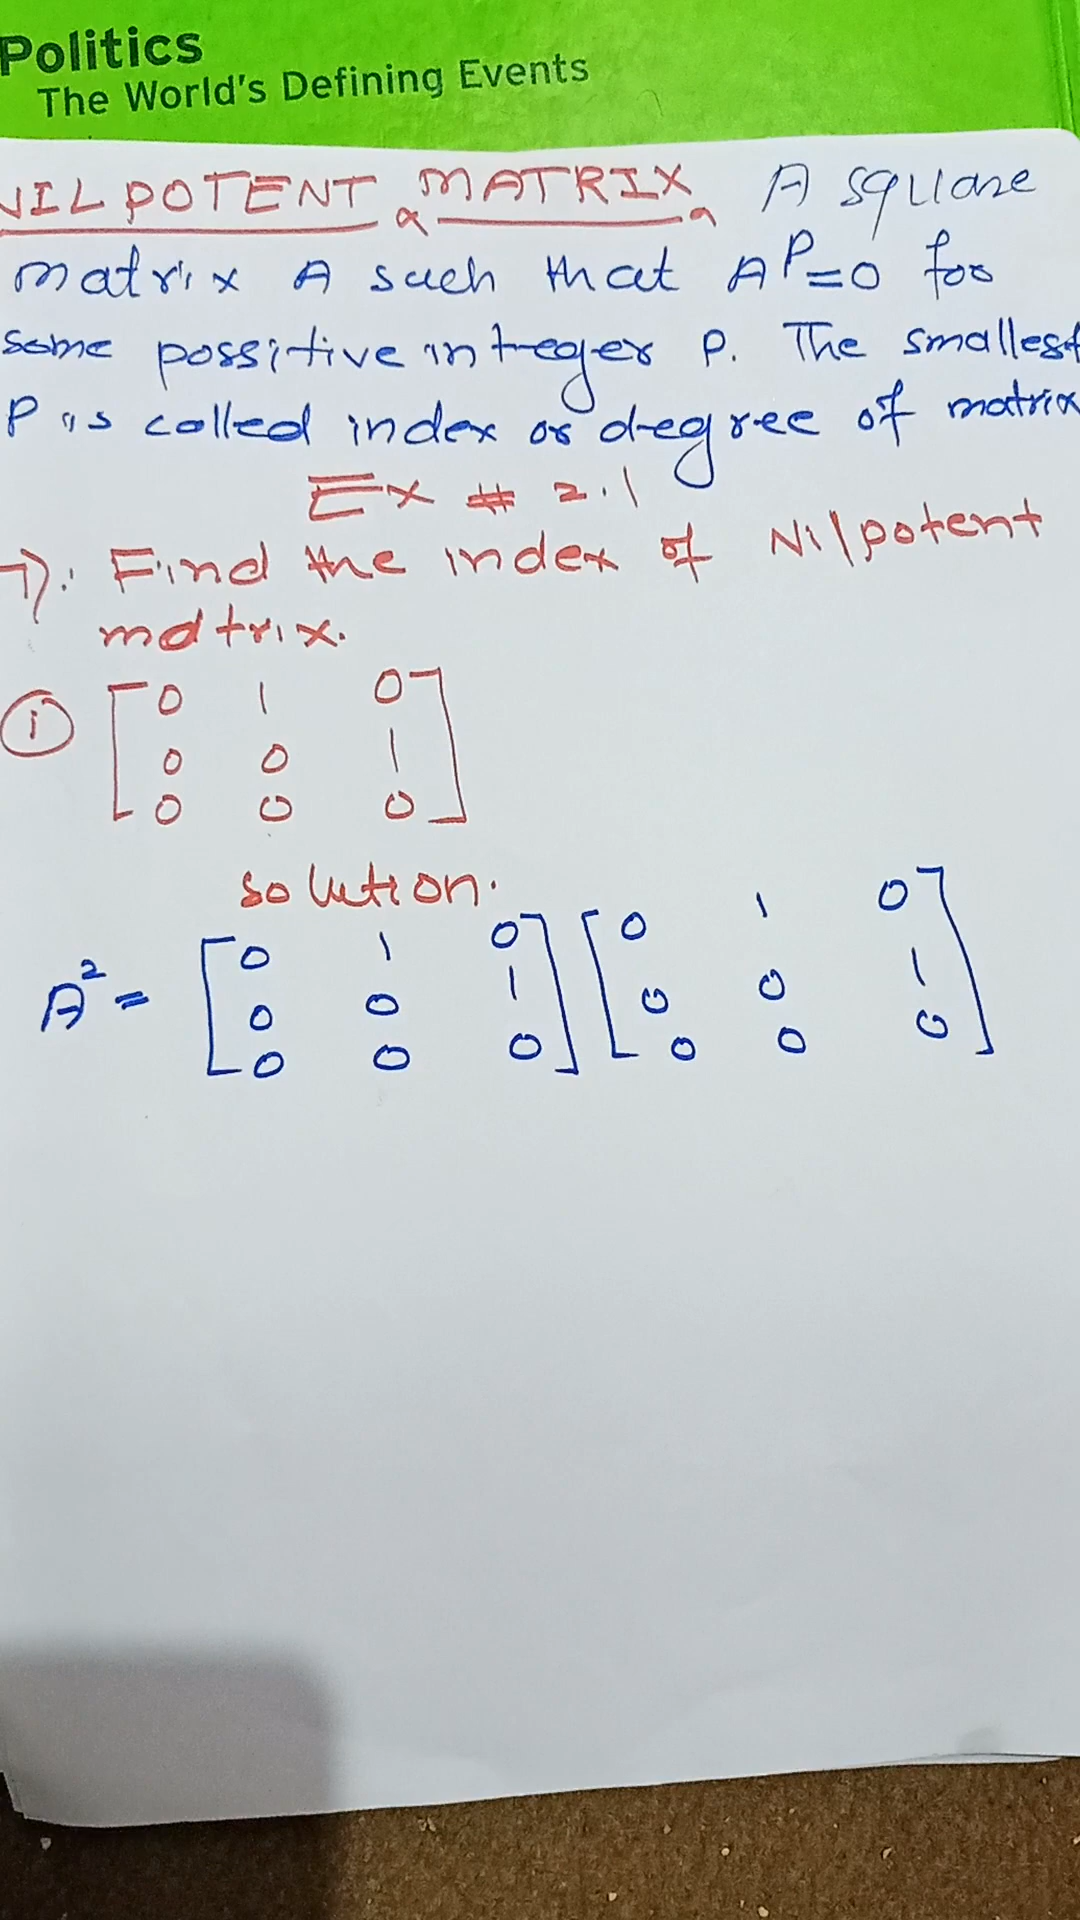 Politics
The World's Defining Events
NILPOTENT MATRIX A square
matrix A such that A^P=0 for
some possitive integer P. The smallest
P is called index or degree of matrix
Ex # 2.1
7). Find the index of Nilpotent
matrix.
i [0 1 0]
[0 0 1]
[0 0 0]
solution.
A²= [0 1 0] [0 1 0]
[0 0 1] [0 0 1]
[0 0 0] [0 0 0]